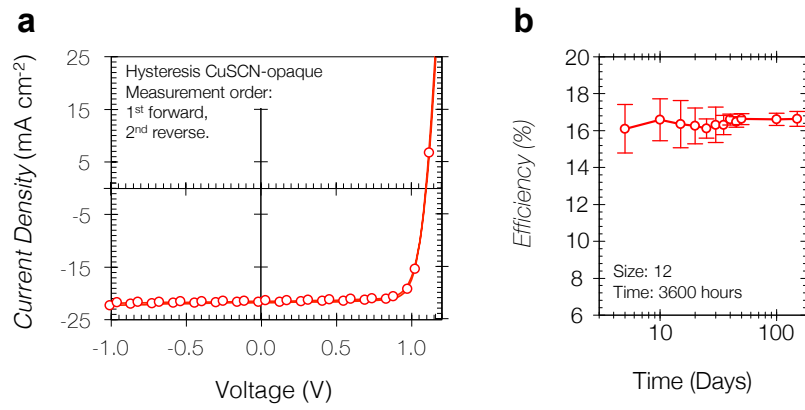 a
Hysteresis CuSCN-opaque
Measurement order:
1st forward,
2nd reverse.
Current Density (mA cm-2)
25
15
5
-5
-15
-25
-1.0 -0.5 0.0 0.5 1.0
Voltage (V)
b
Efficiency (%)
20
18
16
14
12
10
8
6
Size: 12
Time: 3600 hours
10 100
Time (Days)